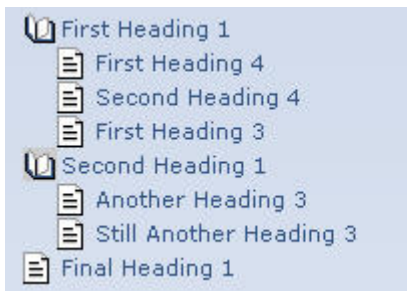 First Heading 1
First Heading 4
Second Heading 4
First Heading 3
Second Heading 1
Another Heading 3
Still Another Heading 3
Final Heading 1